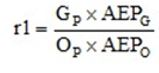 r1 = (G_P × AEP_G) / (O_P × AEP_O)